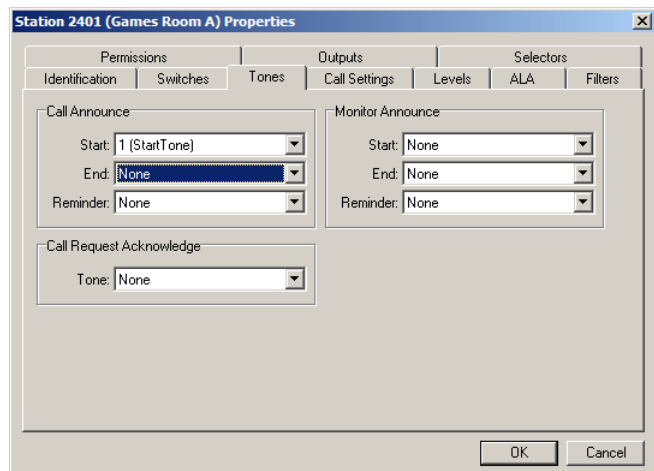 Station 2401 (Games Room A) Properties
Permissions Outputs Selectors
Identification Switches Tones Call Settings Levels ALA Filters
Call Announce
Start: 1 (StartTone)
End: None
Reminder: None
Monitor Announce
Start: None
End: None
Reminder: None
Call Request Acknowledge
Tone: None
OK Cancel